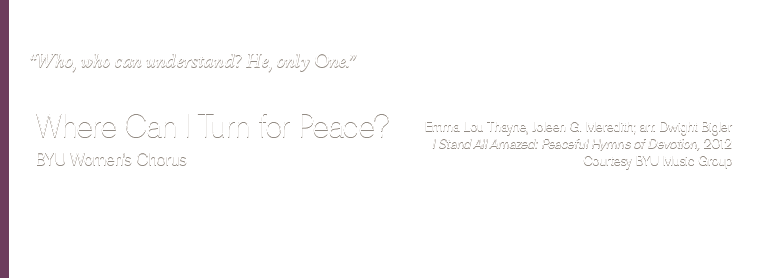 “Who, who can understand? He, only One.”
Where Can I Turn for Peace?
BYU Women's Chorus
Emma Lou Thayne, Joleen G. Meredith; arr. Dwight Bigler
I Stand All Amazed: Peaceful Hymns of Devotion, 2012
Courtesy BYU Music Group